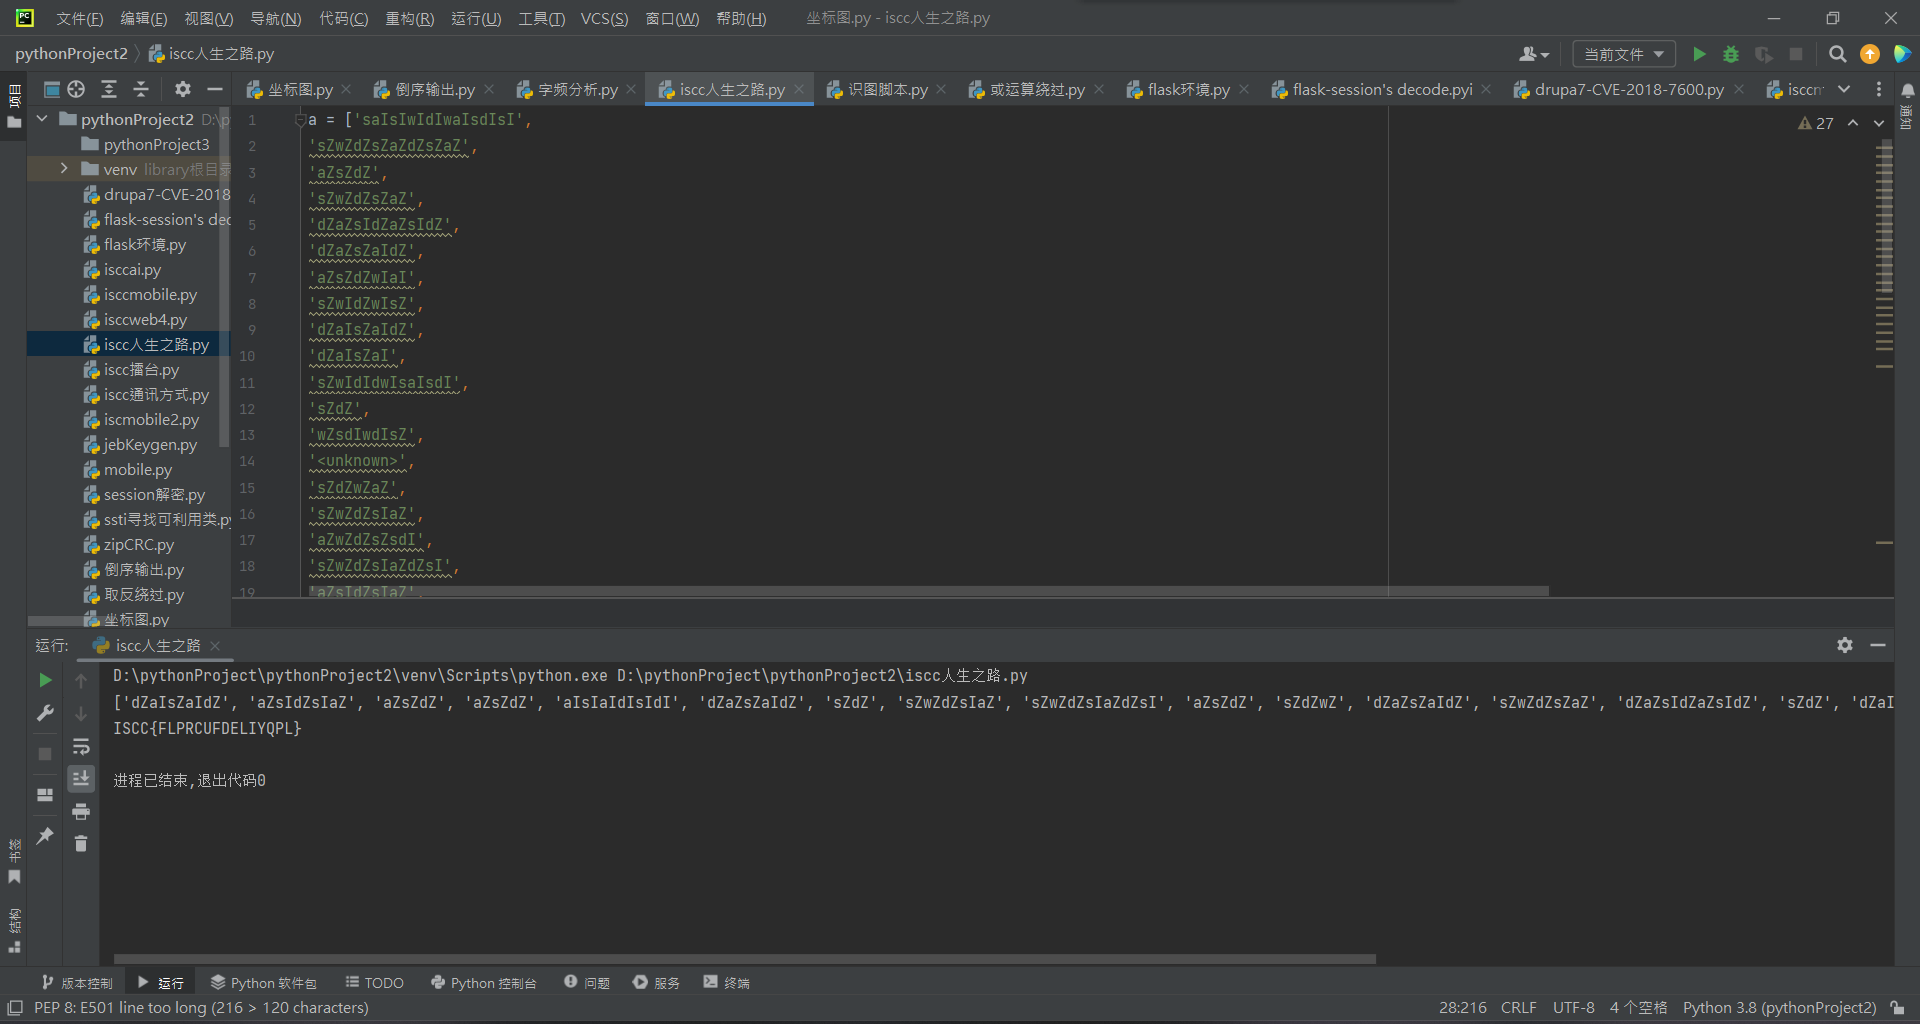 PC 文件(F) 编辑(E) 视图(V) 导航(N) 代码(C) 重构(R) 运行(U) 工具(T) VCS(S) 窗口(W) 帮助(H) 坐标图.py - iscc人生之路.py
pythonProject2 iscc人生之路.py 当前文件
项目
坐标图.py 倒序输出.py 字频分析.py iscc人生之路.py 识图脚本.py 或运算绕过.py flask环境.py flask-session's decode.pyi drupa7-CVE-2018-7600.py isccm
通知
pythonProject2 D:\p
pythonProject3
venv library根目录
drupa7-CVE-2018
flask-session's dec
flask环境.py
isccai.py
isccmobile.py
isccweb4.py
iscc人生之路.py
iscc擂台.py
iscc通讯方式.py
iscmobile2.py
jebKeygen.py
mobile.py
session解密.py
ssti寻找可利用类.py
zipCRC.py
倒序输出.py
取反绕过.py
坐标图.py
27
1 a = ['saIsIwIdIwaIsdIsI',
2 'sZwZdZsZaZdZsZaZ',
3 'aZsZdZ',
4 'sZwZdZsZaZ',
5 'dZaZsIdZaZsIdZ',
6 'dZaZsZaIdZ',
7 'aZsZdZwIaI',
8 'sZwIdZwIsZ',
9 'dZaIsZaIdZ',
10 'dZaIsZaI',
11 'sZwIdIdwIsaIsdI',
12 'sZdZ',
13 'wZsdIwdIsZ',
14 '<unknown>',
15 'sZdZwZaZ',
16 'sZwZdZsIaZ',
17 'aZwZdZsZsdI',
18 'sZwZdZsIaZdZsI',
19 'aZsIdZsIaZ',
运行: iscc人生之路
D:\pythonProject\pythonProject2\venv\Scripts\python.exe D:\pythonProject\pythonProject2\iscc人生之路.py
['dZaIsZaIdZ', 'aZsIdZsIaZ', 'aZsZdZ', 'aZsZdZ', 'aIsIaIdIsIdI', 'dZaZsZaIdZ', 'sZdZ', 'sZwZdZsIaZ', 'sZwZdZsIaZdZsI', 'aZsZdZ', 'sZdZwZ', 'dZaZsZaIdZ', 'sZwZdZsZaZ', 'dZaZsIdZaZsIdZ', 'sZdZ', 'dZaI
ISCC{FLPRCUFDELIYQPL}
进程已结束,退出代码0
书签
结构
版本控制 运行 Python 软件包 TODO Python 控制台 问题 服务 终端
PEP 8: E501 line too long (216 > 120 characters) 28:216 CRLF UTF-8 4 个空格 Python 3.8 (pythonProject2)